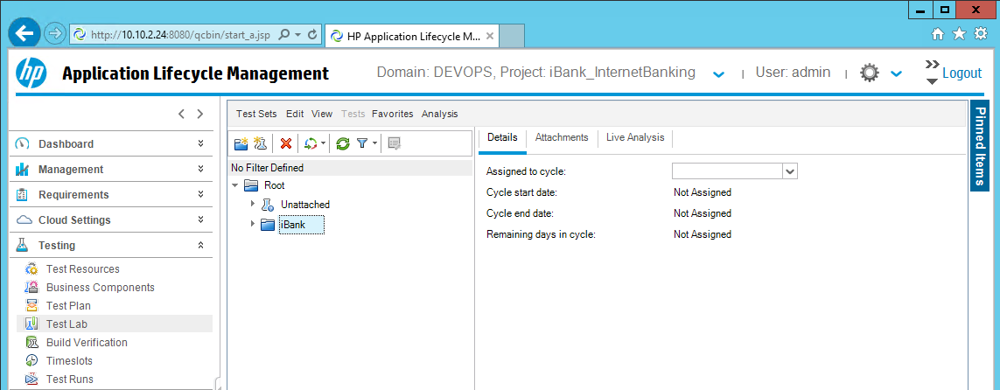 http://10.10.2.24:8080/qcbin/start_a.jsp
HP Application Lifecycle M...
hp
Application Lifecycle Management
Domain: DEVOPS, Project: iBank_InternetBanking
User: admin
Logout
Dashboard
Management
Requirements
Cloud Settings
Testing
Test Resources
Business Components
Test Plan
Test Lab
Build Verification
Timeslots
Test Runs
Test Sets Edit View Tests Favorites Analysis
No Filter Defined
Root
Unattached
iBank
Details Attachments Live Analysis
Assigned to cycle:
Cycle start date: Not Assigned
Cycle end date: Not Assigned
Remaining days in cycle: Not Assigned
Pinned Items